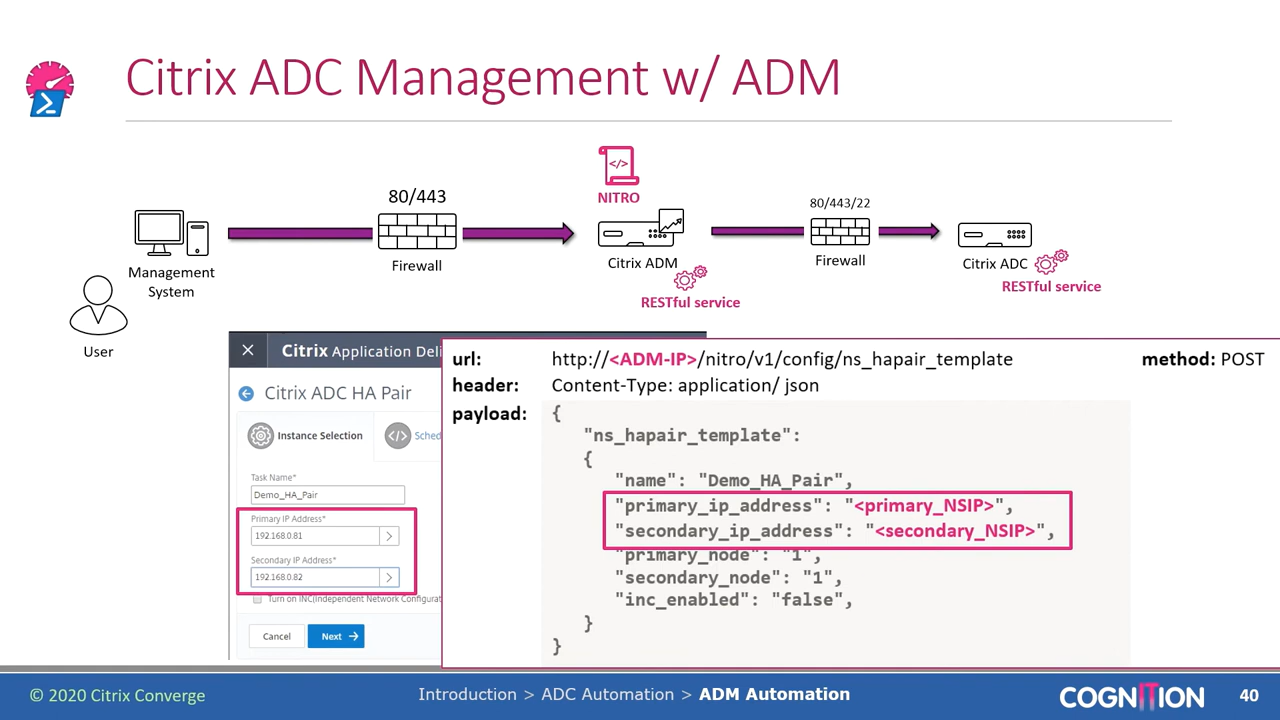 Citrix ADC Management w/ ADM
80/443
</>
NITRO
80/443/22
Management
System
Firewall
Citrix ADM
RESTful service
Firewall
Citrix ADC
RESTful service
User
Citrix Application Deli
Citrix ADC HA Pair
Instance Selection
</> Sched
Task Name*
Demo_HA_Pair
Primary IP Address*
192.168.0.81
Secondary IP Address*
192.168.0.82
Turn on INC(Independent Network Configurat
Cancel
Next
url: http://<ADM-IP>/nitro/v1/config/ns_hapair_template method: POST
header: Content-Type: application/ json
payload: {
"ns_hapair_template":
{
"name": "Demo_HA_Pair",
"primary_ip_address": "<primary_NSIP>",
"secondary_ip_address": "<secondary_NSIP>",
"primary_node": "1",
"secondary_node": "1",
"inc_enabled": "false",
}
}
© 2020 Citrix Converge
Introduction > ADC Automation > ADM Automation
COGNITION
40